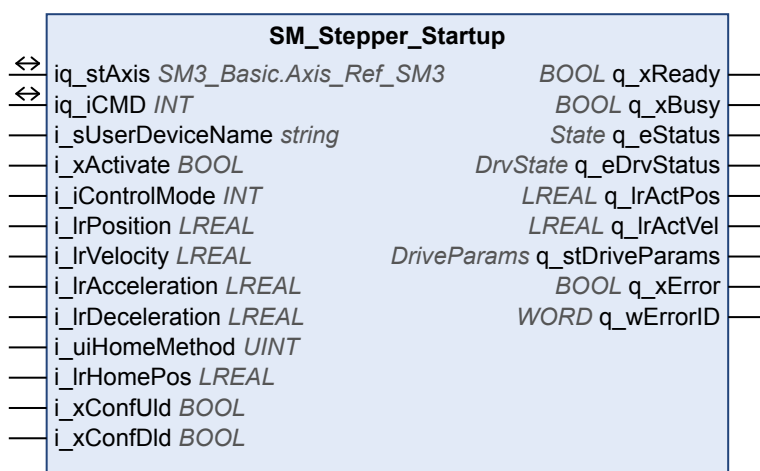 SM_Stepper_Startup
iq_stAxis SM3_Basic.Axis_Ref_SM3 BOOL q_xReady
iq_iCMD INT BOOL q_xBusy
i_sUserDeviceName string State q_eStatus
i_xActivate BOOL DrvState q_eDrvStatus
i_iControlMode INT LREAL q_lrActPos
i_lrPosition LREAL LREAL q_lrActVel
i_lrVelocity LREAL DriveParams q_stDriveParams
i_lrAcceleration LREAL BOOL q_xError
i_lrDeceleration LREAL WORD q_wErrorID
i_uiHomeMethod UINT
i_lrHomePos LREAL
i_xConfUld BOOL
i_xConfDld BOOL